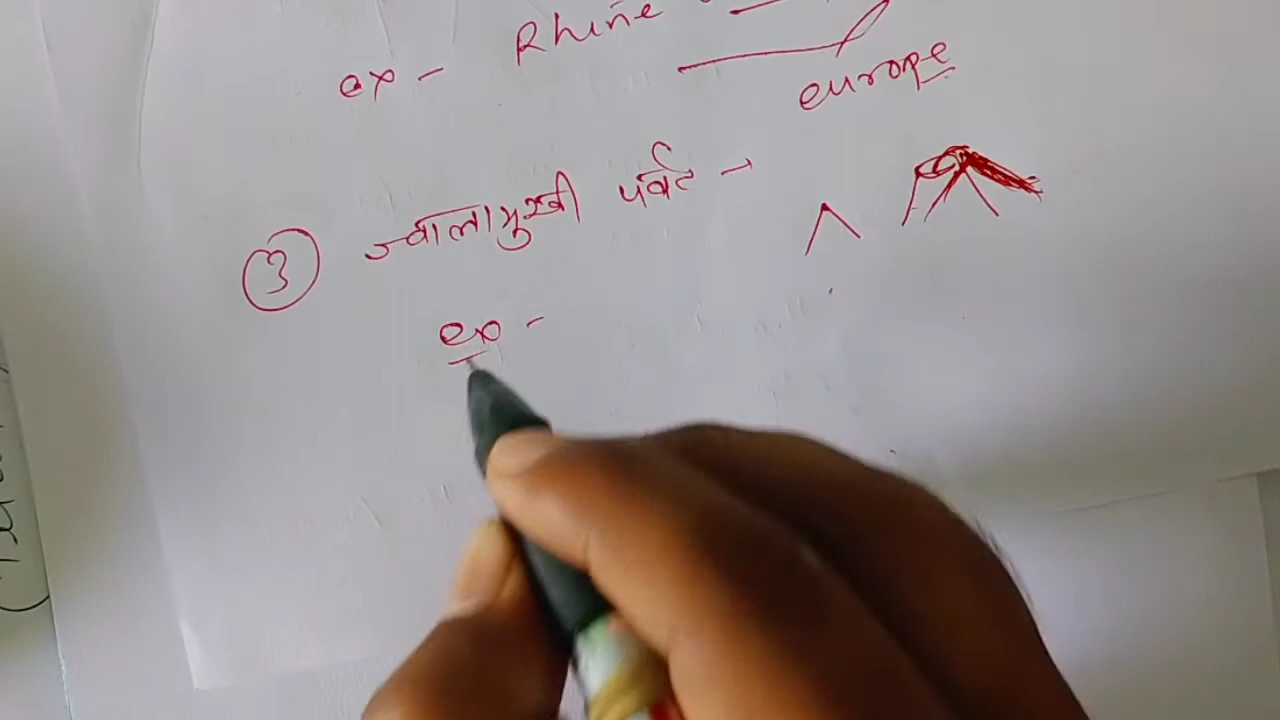 ex - Rhine
europe
③ ज्वालामुखी पर्वत →
ex -